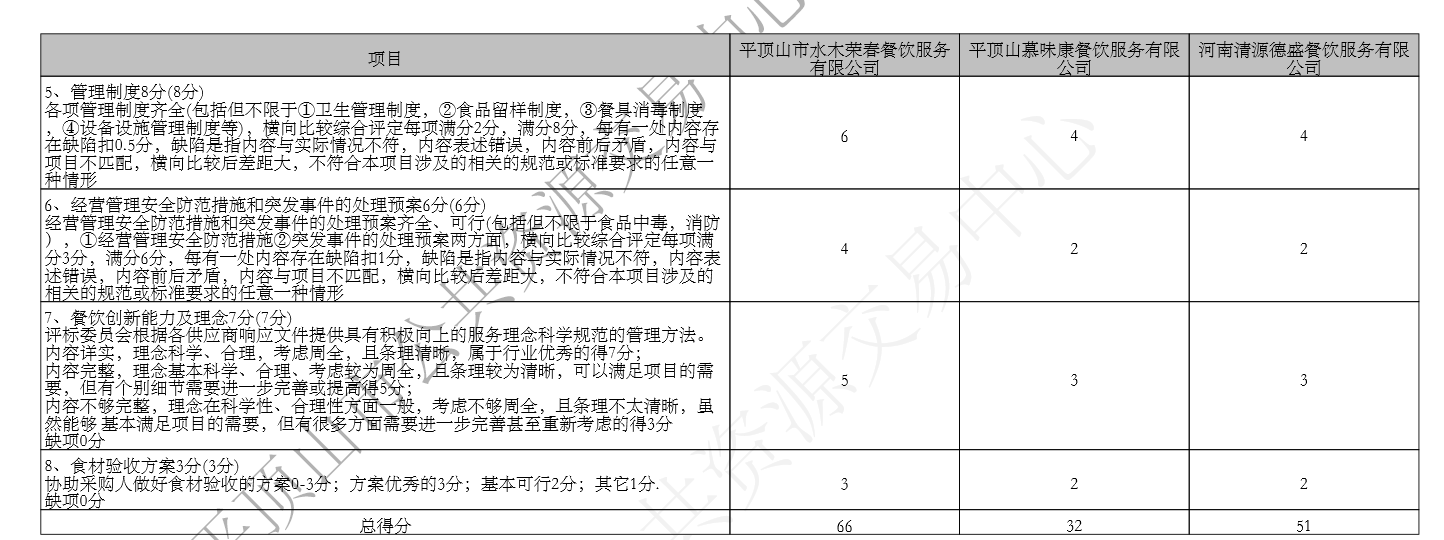 项目
平顶山市水木荣春餐饮服务
有限公司
平顶山慕味康餐饮服务有限
公司
河南清源德盛餐饮服务有限
公司
5、管理制度8分(8分)
各项管理制度齐全(包括但不限于①卫生管理制度，②食品留样制度，③餐具消毒制度
，④设备设施管理制度等)，横向比较综合评定每项满分2分，满分8分，每有一处内容存
在缺陷扣0.5分，缺陷是指内容与实际情况不符，内容表述错误，内容前后矛盾，内容与
项目不匹配，横向比较后差距大，不符合本项目涉及的相关的规范或标准要求的任意一
种情形
6
4
4
6、经营管理安全防范措施和突发事件的处理预案6分(6分)
经营管理安全防范措施和突发事件的处理预案齐全、可行(包括但不限于食品中毒，消防
），①经营管理安全防范措施②突发事件的处理预案两方面，横向比较综合评定每项满
分3分，满分6分，每有一处内容存在缺陷扣1分，缺陷是指内容与实际情况不符，内容表
述错误，内容前后矛盾，内容与项目不匹配，横向比较后差距大，不符合本项目涉及的
相关的规范或标准要求的任意一种情形
4
2
2
7、餐饮创新能力及理念7分(7分)
评标委员会根据各供应商响应文件提供具有积极向上的服务理念科学规范的管理方法。
内容详实，理念科学、合理，考虑周全，且条理清晰，属于行业优秀的得7分；
内容完整，理念基本科学、合理、考虑较为周全，且条理较为清晰，可以满足项目的需
要，但有个别细节需要进一步完善或提高得5分；
内容不够完整，理念在科学性、合理性方面一般，考虑不够周全，且条理不太清晰，虽
然能够 基本满足项目的需要，但有很多方面需要进一步完善甚至重新考虑的得3分
缺项0分
5
3
3
8、食材验收方案3分(3分)
协助采购人做好食材验收的方案0-3分；方案优秀的3分；基本可行2分；其它1分.
缺项0分
3
2
2
总得分
66
32
51
平顶山市公共资源交易中心
共资源交易中心